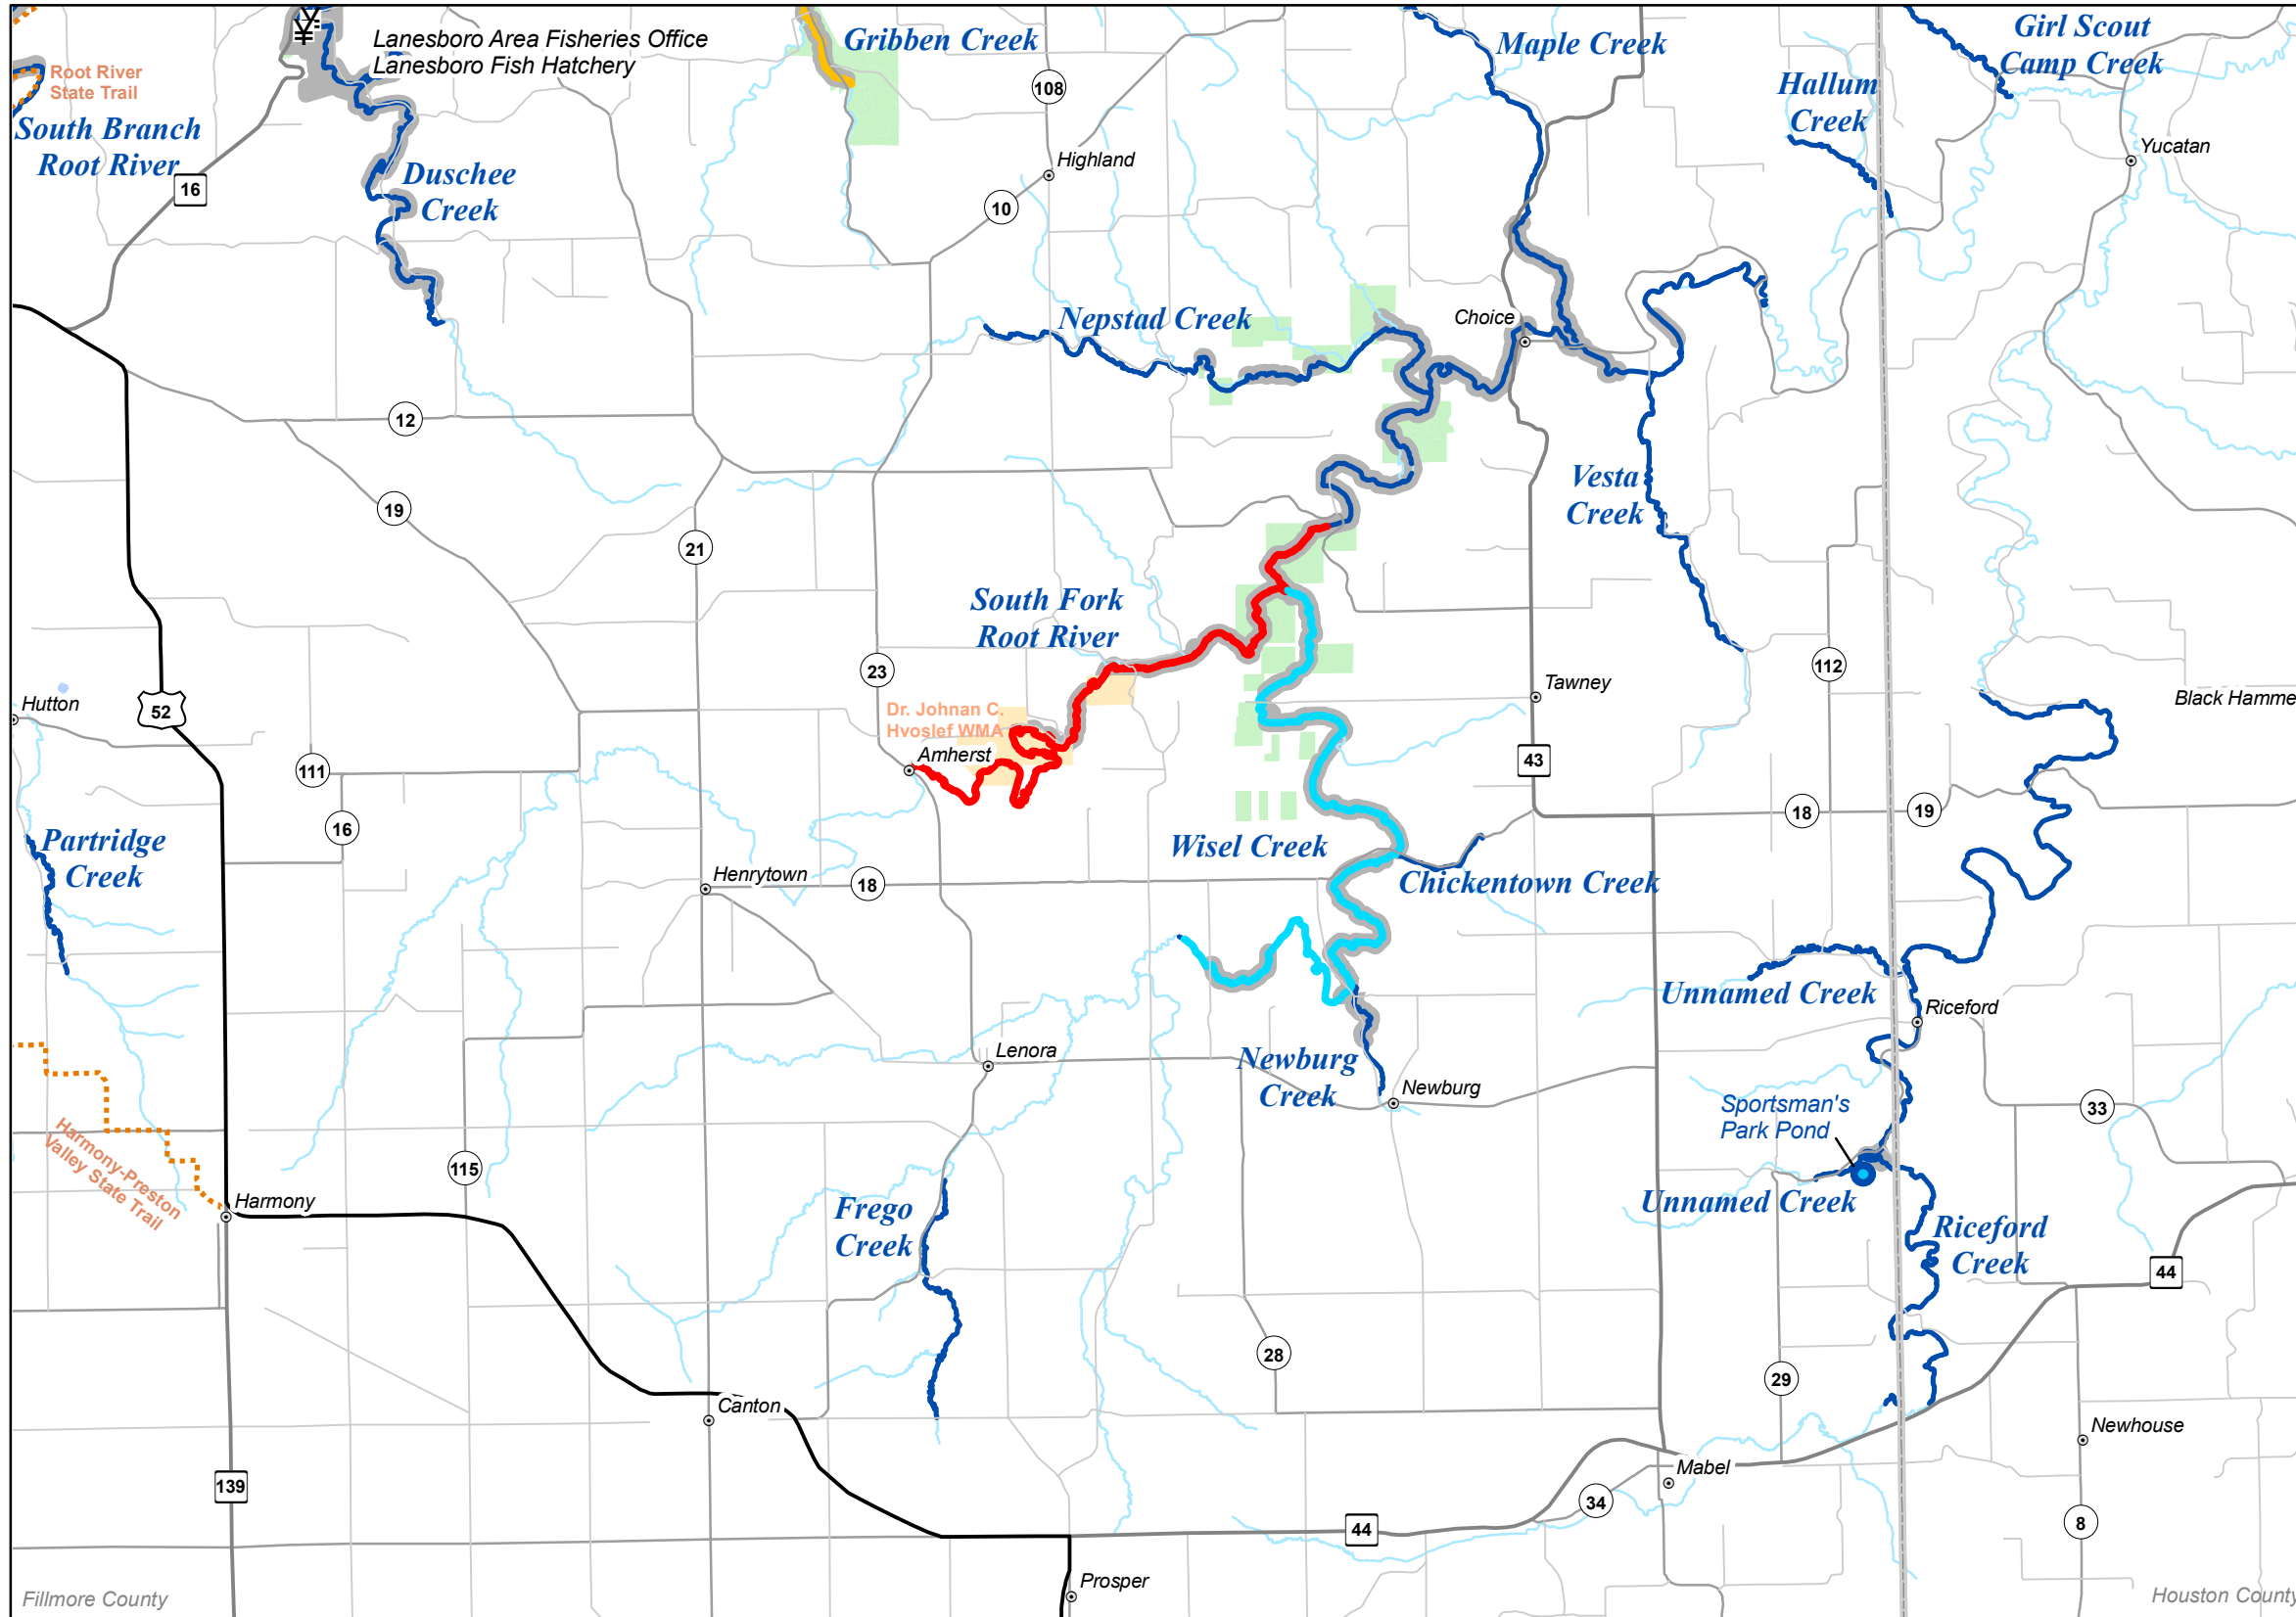 Lanesboro Area Fisheries Office
Lanesboro Fish Hatchery
Gribben Creek
Maple Creek
Girl Scout
Camp Creek
Root River
State Trail
South Branch
Root River
Hallum
Creek
108
Yucatan
Highland
16
Duschee
Creek
10
Nepstad Creek
Choice
12
19
Vesta
Creek
21
South Fork
Root River
23
112
Hutton
52
Tawney
Black Hamme
Dr. Johnan C.
Hvoslef WMA
Amherst
111
43
16
18
19
Partridge
Creek
Wisel Creek
Henrytown
18
Chickentown Creek
Unnamed Creek
Riceford
Lenora
Newburg
Creek
Newburg
Sportsman's
Park Pond
33
Harmony-Preston
Valley State Trail
115
Harmony
Unnamed Creek
Frego
Creek
Riceford
Creek
44
28
29
Canton
Newhouse
139
Mabel
34
44
8
Prosper
Fillmore County
Houston County